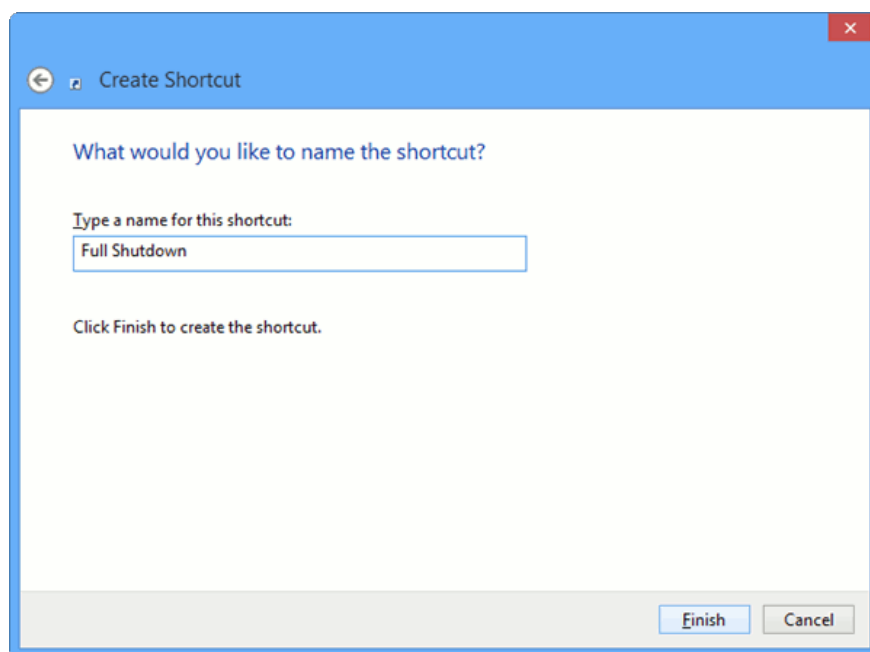 Create Shortcut
What would you like to name the shortcut?
Type a name for this shortcut:
Full Shutdown
Click Finish to create the shortcut.
Finish Cancel